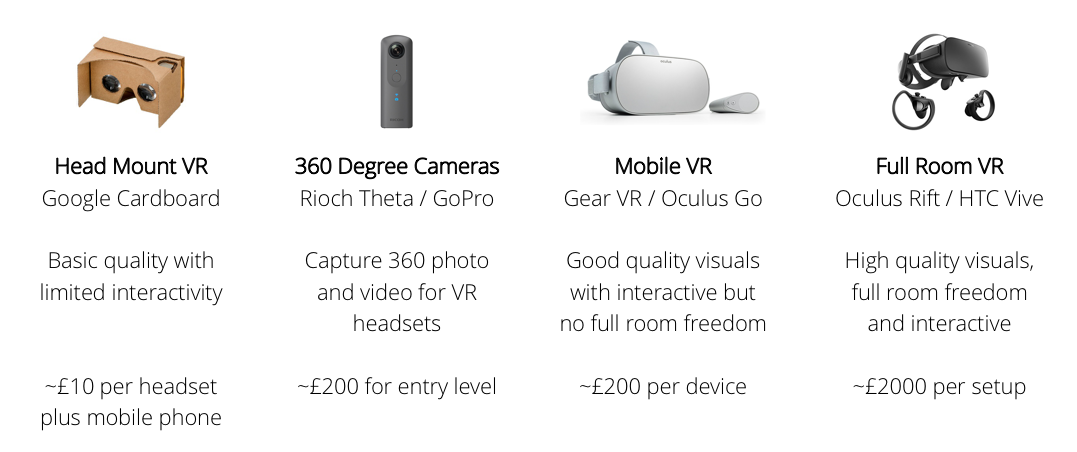 Head Mount VR
Google Cardboard
Basic quality with
limited interactivity
~£10 per headset
plus mobile phone
360 Degree Cameras
Rioch Theta / GoPro
Capture 360 photo
and video for VR
headsets
~£200 for entry level
Mobile VR
Gear VR / Oculus Go
Good quality visuals
with interactive but
no full room freedom
~£200 per device
Full Room VR
Oculus Rift / HTC Vive
High quality visuals,
full room freedom
and interactive
~£2000 per setup